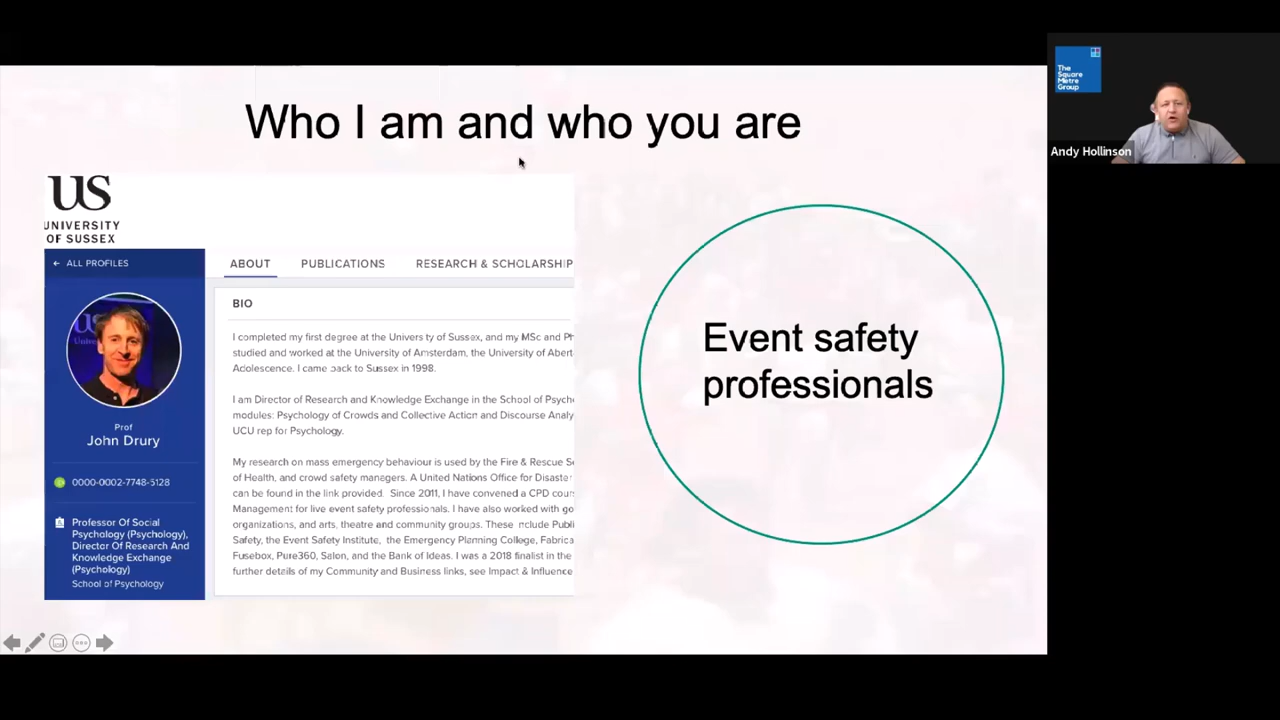 Who I am and who you are
US
UNIVERSITY
OF SUSSEX
← ALL PROFILES
Prof
John Drury
0000-0002-7748-5128
Professor Of Social
Psychology (Psychology),
Director Of Research And
Knowledge Exchange
(Psychology)
School of Psychology
ABOUT PUBLICATIONS RESEARCH & SCHOLARSHIP
BIO
I completed my first degree at the University of Sussex, and my MSc and Ph
studied and worked at the University of Amsterdam, the University of Abert
Adolescence. I came back to Sussex in 1998.
I am Director of Research and Knowledge Exchange in the School of Psycho
modules: Psychology of Crowds and Collective Action and Discourse Analy
UCU rep for Psychology.
My research on mass emergency behaviour is used by the Fire & Rescue Se
of Health, and crowd safety managers. A United Nations Office for Disaster
can be found in the link provided. Since 2011, I have convened a CPD cour
Management for live event safety professionals. I have also worked with go
organizations, and arts, theatre and community groups. These include Publi
Safety, the Event Safety Institute, the Emergency Planning College, Fabrica
Fusebox, Pure360, Salon, and the Bank of Ideas. I was a 2018 finalist in the
further details of my Community and Business links, see Impact & Influence
Event safety
professionals
The
Square
Metre
Group
Andy Hollinson